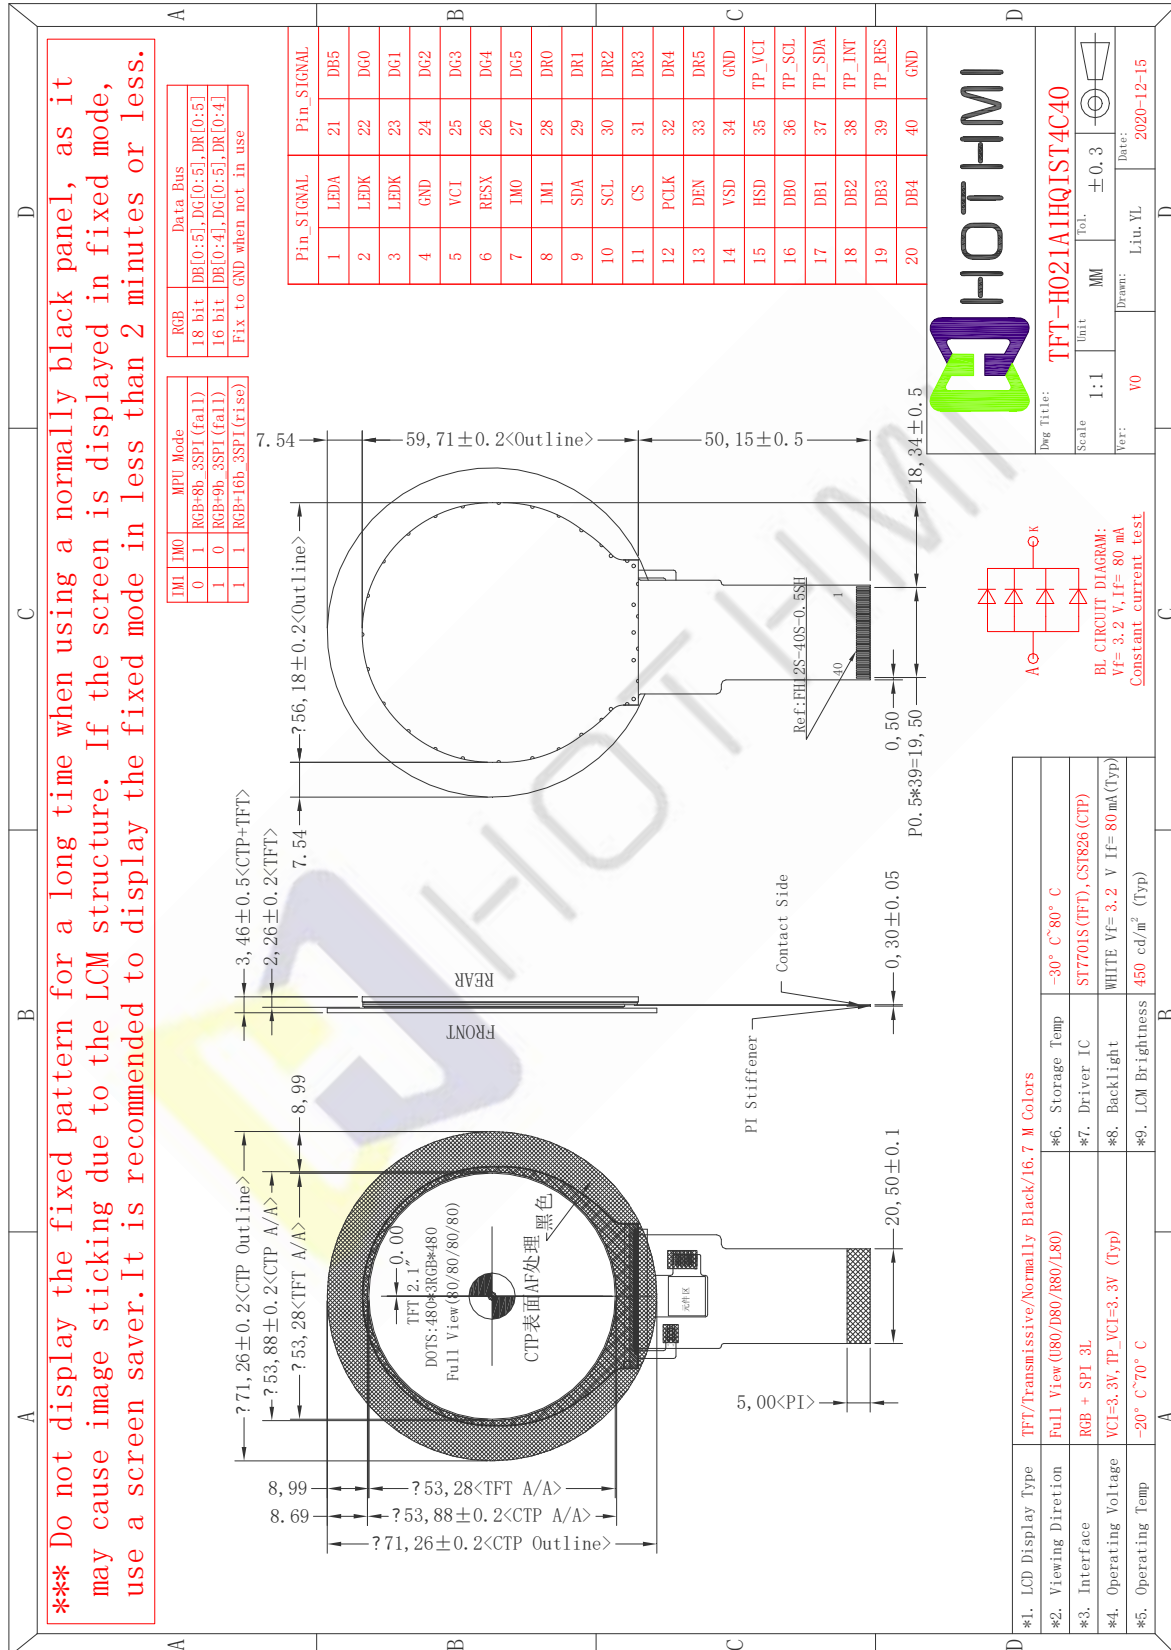 *** Do not display the fixed pattern for a long time when using a normally black panel, as it
may cause image sticking due to the LCM structure. If the screen is displayed in fixed mode,
use a screen saver.It is recommended to display the fixed mode in less than 2 minutes or less.
IM1 IM0 MPU Mode
0 1 RGB+8b_3SPI(fall)
1 0 RGB+9b_3SPI(fall)
1 1 RGB+16b_3SPI(rise)
RGB Data Bus
18 bit DB[0:5],DG[0:5],DR[0:5]
16 bit DB[0:4],DG[0:5],DR[0:4]
Fix to GND when not in use
Pin_SIGNAL Pin_SIGNAL
1 LEDA 21 DB5
2 LEDK 22 DG0
3 LEDK 23 DG1
4 GND 24 DG2
5 VCI 25 DG3
6 RESX 26 DG4
7 IM0 27 DG5
8 IM1 28 DR0
9 SDA 29 DR1
10 SCL 30 DR2
11 CS 31 DR3
12 PCLK 32 DR4
13 DEN 33 DR5
14 VSD 34 GND
15 HSD 35 TP_VCI
16 DB0 36 TP_SCL
17 DB1 37 TP_SDA
18 DB2 38 TP_INT
19 DB3 39 TP_RES
20 DB4 40 GND
?71,26±0.2<CTP Outline>
?53,88±0.2<CTP A/A>
?53,28<TFT A/A>
8,99
0.00
8,99
8.69
?53,28<TFT A/A>
?53,88±0.2<CTP A/A>
?71,26±0.2<CTP Outline>
TFT 2.1"
DOTS:480*3RGB*480
Full View(80/80/80/80)
CTP表面AF处理
黑色
元件区
5,00<PI>
20,50±0.1
3,46±0.5<CTP+TFT>
2,26±0.2<TFT>
FRONT
REAR
PI Stiffener
Contact Side
0,30±0.05
7.54
?56,18±0.2<Outline>
7.54
59,71±0.2<Outline>
50,15±0.5
18,34±0.5
Ref:FH12S-40S-0.5SH
40
1
0,50
P0.5*39=19,50
A
K
BL CIRCUIT DIAGRAM:
Vf= 3.2 V,If= 80 mA
Constant current test
*1. LCD Display Type TFT/Transmissive/Normally Black/16.7 M Colors
*2. Viewing Diretion Full View(U80/D80/R80/L80)
*3. Interface RGB + SPI 3L
*4. Operating Voltage VCI=3.3V,TP_VCI=3.3V (Typ)
*5. Operating Temp -20° C~70° C
*6. Storage Temp -30° C~80° C
*7. Driver IC ST7701S(TFT),CST826(CTP)
*8. Backlight WHITE Vf= 3.2 V If= 80 mA(Typ)
*9. LCM Brightness 450 cd/m² (Typ)
HOTHMI
Dwg Title:
TFT-H021A1HQIST4C40
Scale 1:1 Unit MM Tol. ±0.3
Ver: V0 Drawn: Liu.YL Date: 2020-12-15
HOTHMI
A
B
C
D
A
B
C
D
A
B
C
D
A
B
C
D